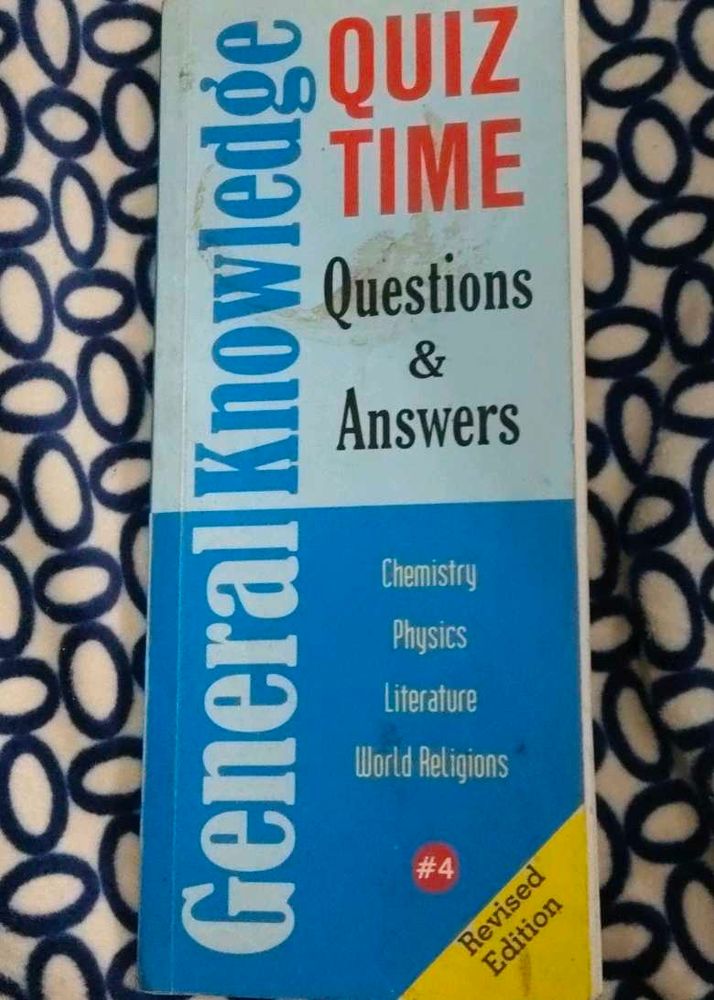 General Knowledge
QUIZ
TIME
Questions
&
Answers
Chemistry
Physics
Literature
World Religions
#4
Revised
Edition